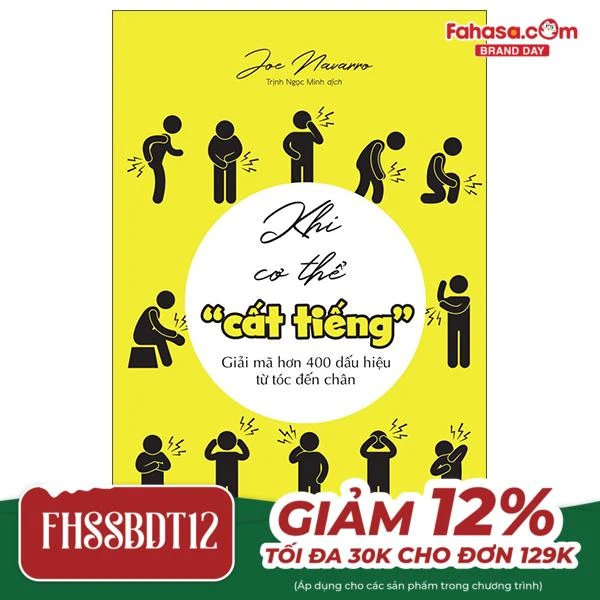 Fahasa.com
BRAND DAY
Joe Navarro
Trịnh Ngọc Minh dịch
Khi
cơ thể
“cất tiếng”
Giải mã hơn 400 dấu hiệu
từ tóc đến chân
FHSSBDT12
GIẢM 12%
TỐI ĐA 30K CHO ĐƠN 129K
(Áp dụng cho các sản phẩm trong chương trình)